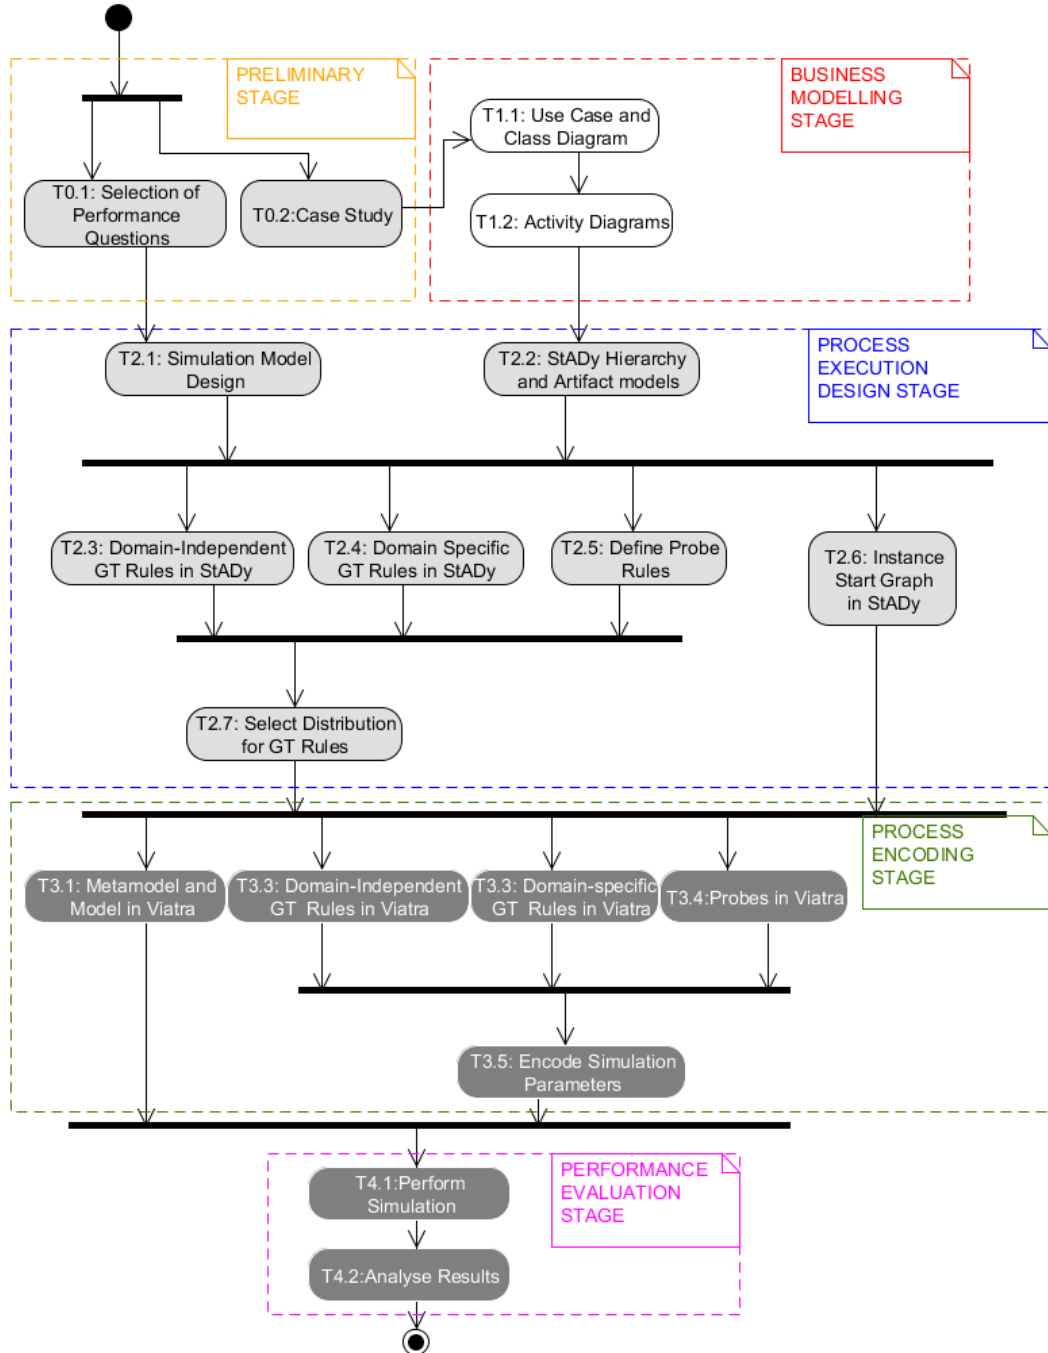 PRELIMINARY
STAGE
BUSINESS
MODELLING
STAGE
T1.1: Use Case and
Class Diagram
T0.1: Selection of
Performance
Questions
T0.2:Case Study
T1.2: Activity Diagrams
PROCESS
EXECUTION
DESIGN STAGE
T2.1: Simulation Model
Design
T2.2: StADy Hierarchy
and Artifact models
T2.3: Domain-Independent
GT Rules in StADy
T2.4: Domain Specific
GT Rules in StADy
T2.5: Define Probe
Rules
T2.6: Instance
Start Graph
in StADy
T2.7: Select Distribution
for GT Rules
PROCESS
ENCODING
STAGE
T3.1: Metamodel and
Model in Viatra
T3.3: Domain-Independent
GT Rules in Viatra
T3.3: Domain-specific
GT Rules in Viatra
T3.4:Probes in Viatra
T3.5: Encode Simulation
Parameters
PERFORMANCE
EVALUATION
STAGE
T4.1:Perform
Simulation
T4.2:Analyse Results